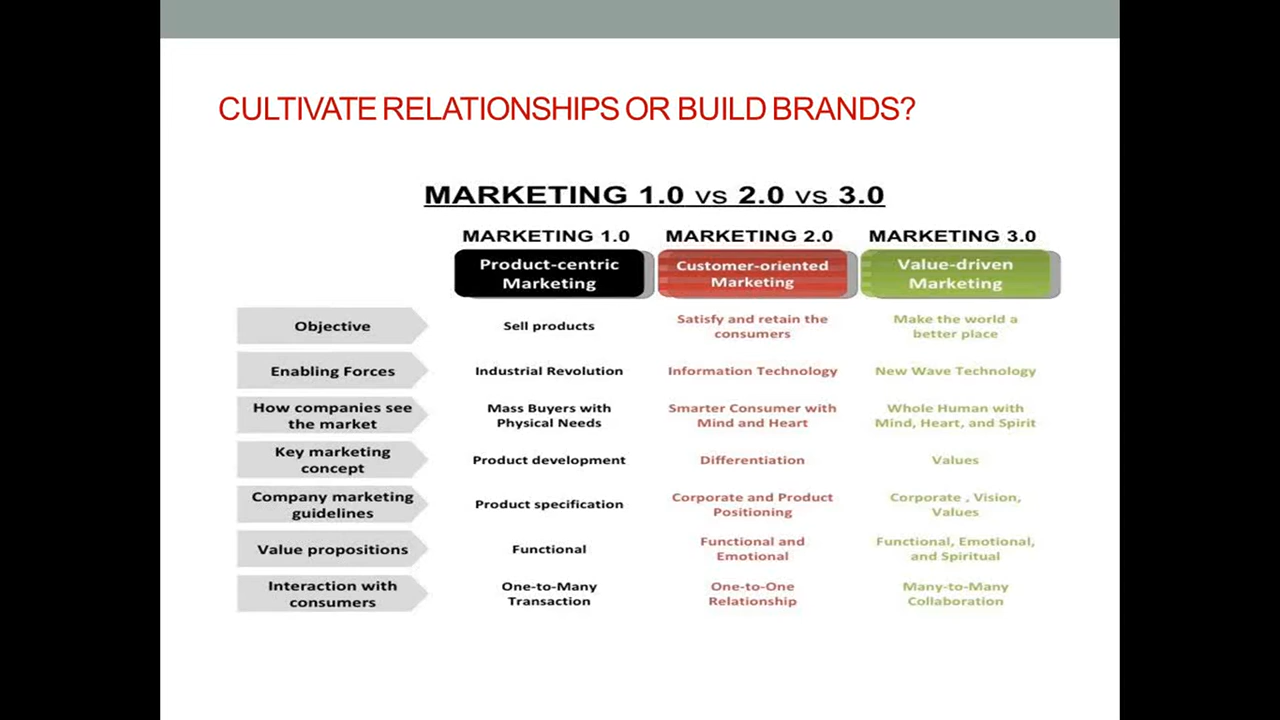 CULTIVATE RELATIONSHIPS OR BUILD BRANDS?
MARKETING 1.0 vs 2.0 vs 3.0
MARKETING 1.0 MARKETING 2.0 MARKETING 3.0
Product-centric Marketing
Customer-oriented Marketing
Value-driven Marketing
Objective
Sell products
Satisfy and retain the
consumers
Make the world a
better place
Enabling Forces
Industrial Revolution
Information Technology
New Wave Technology
How companies see
the market
Mass Buyers with
Physical Needs
Smarter Consumer with
Mind and Heart
Whole Human with
Mind, Heart, and Spirit
Key marketing
concept
Product development
Differentiation
Values
Company marketing
guidelines
Product specification
Corporate and Product
Positioning
Corporate , Vision,
Values
Value propositions
Functional
Functional and
Emotional
Functional, Emotional,
and Spiritual
Interaction with
consumers
One-to-Many
Transaction
One-to-One
Relationship
Many-to-Many
Collaboration